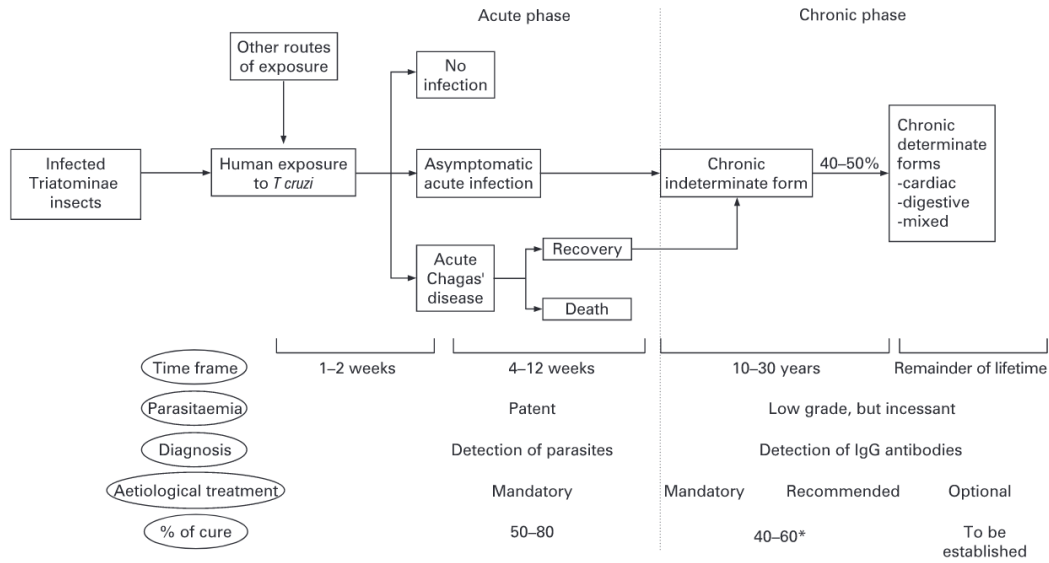 Acute phase
Chronic phase
Other routes
of exposure
No
infection
Infected
Triatominae
insects
Human exposure
to T cruzi
Asymptomatic
acute infection
Chronic
indeterminate form
40–50%
Chronic
determinate
forms
-cardiac
-digestive
-mixed
Acute
Chagas'
disease
Recovery
Death
Time frame
1–2 weeks
4–12 weeks
10–30 years
Remainder of lifetime
Parasitaemia
Patent
Low grade, but incessant
Diagnosis
Detection of parasites
Detection of IgG antibodies
Aetiological treatment
Mandatory
Mandatory
Recommended
Optional
% of cure
50–80
40–60*
To be
established